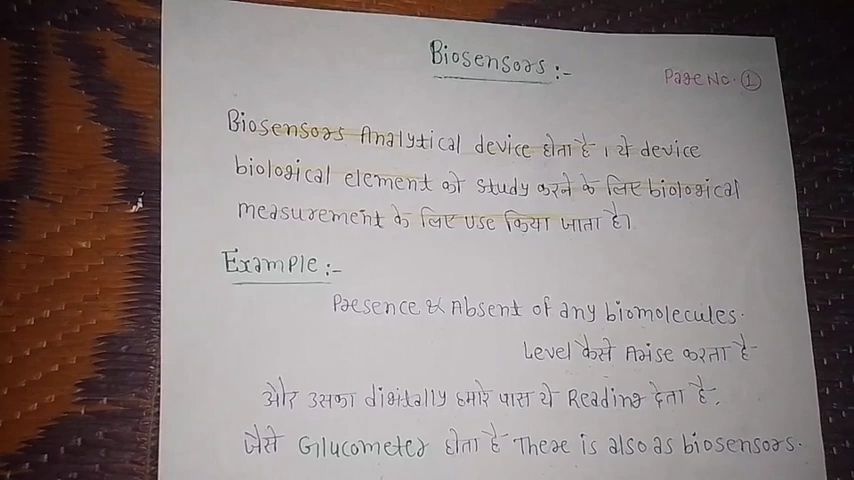 Biosensors :-
Page No. 1
Biosensors Analytical device होता है। ये device
biological element को study करने के लिए biological
measurement के लिए use किया जाता है।
Example :-
Presence & Absent of any biomolecules.
Level कैसे Arise करता है
और उसका digitally हमारे पास ये Reading देता है.
जैसे Glucometer होता है There is also as biosensors.